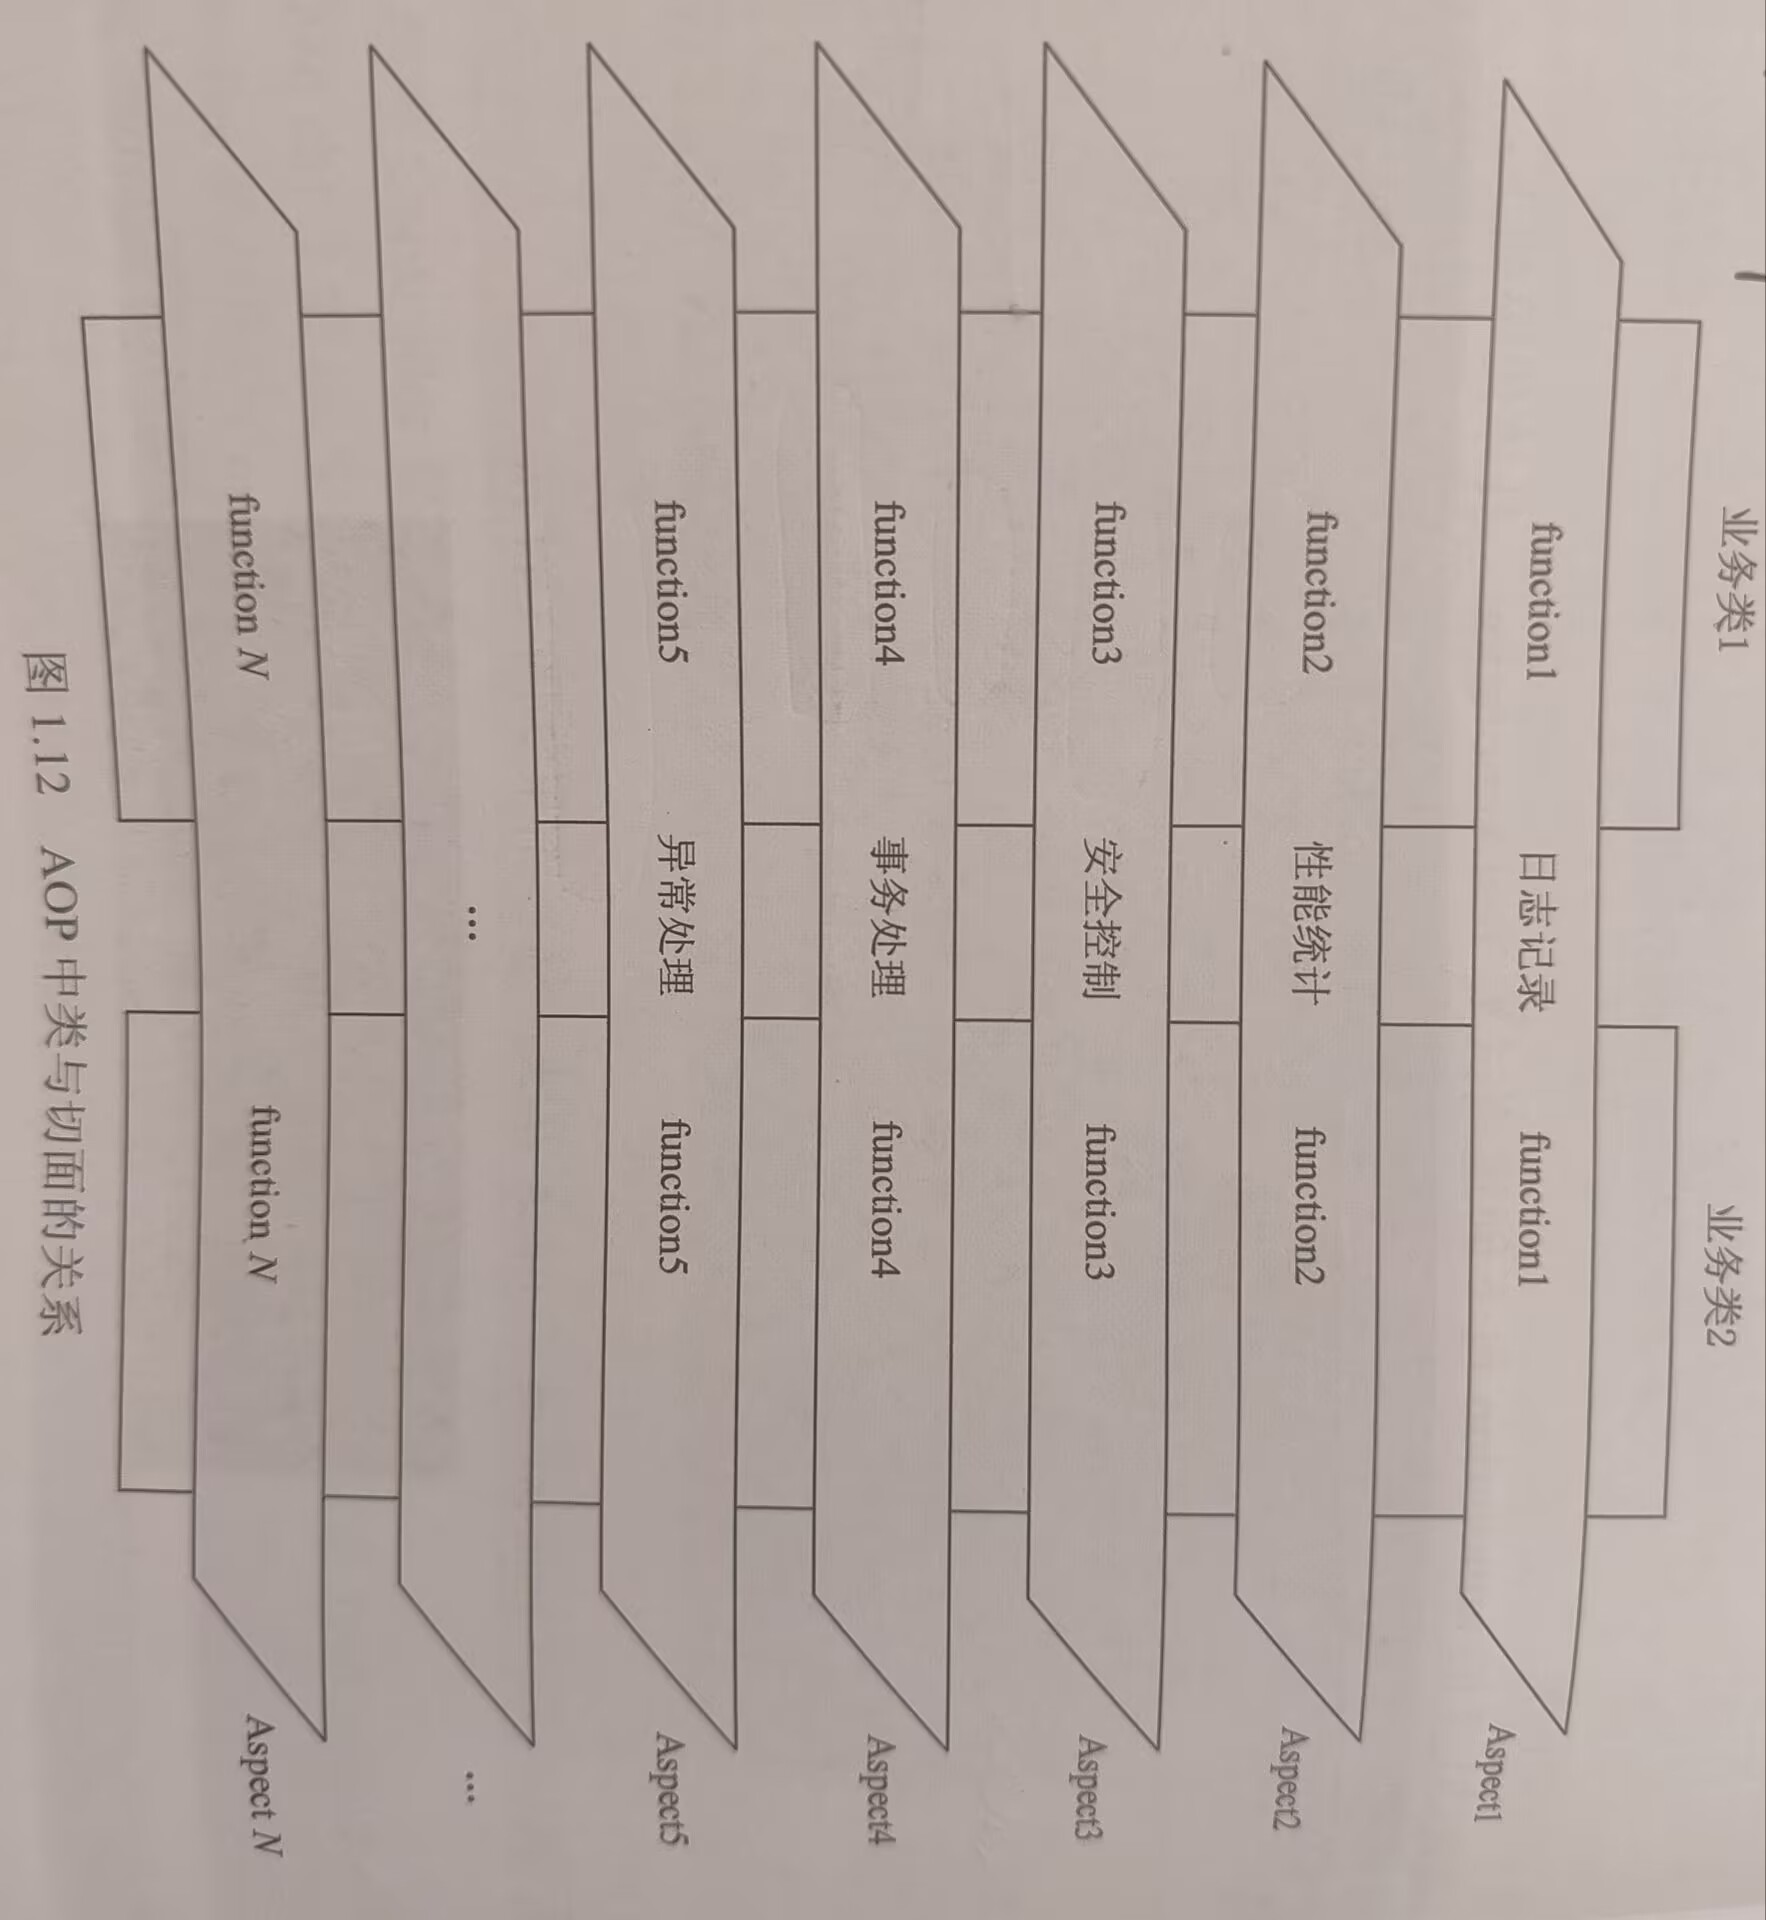 业务类1 业务类2
function1 日志记录 function1 Aspect1
function2 性能统计 function2 Aspect2
function3 安全控制 function3 Aspect3
function4 事务处理 function4 Aspect4
function5 异常处理 function5 Aspect5
... ...
function N function N Aspect N
图 1.12 AOP 中类与切面的关系